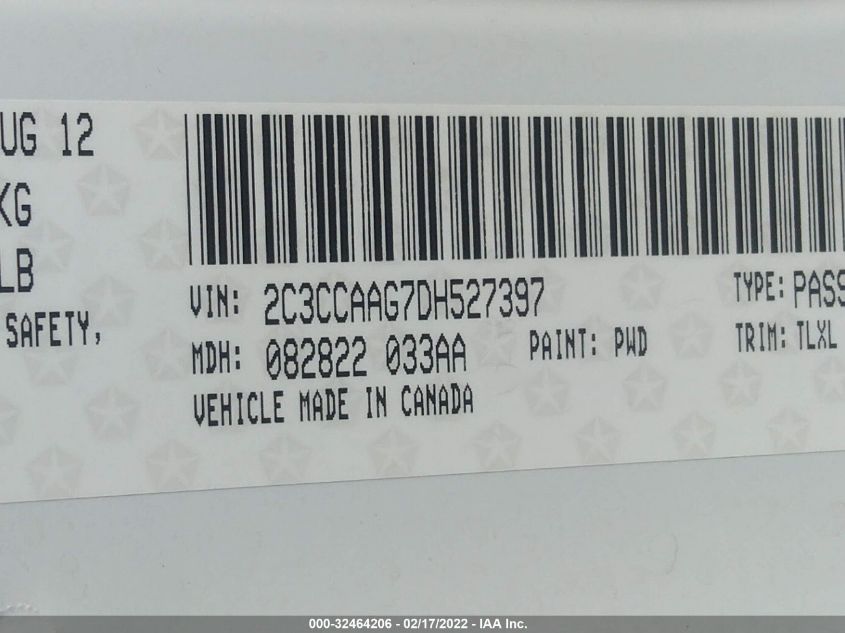 UG 12
KG
LB
SAFETY,
VIN: 2C3CCAAG7DH527397
TYPE: PASS
MDH: 082822 033AA
PAINT: PWD
TRIM: TLXL
VEHICLE MADE IN CANADA
000-32464206 - 02/17/2022 - IAA Inc.